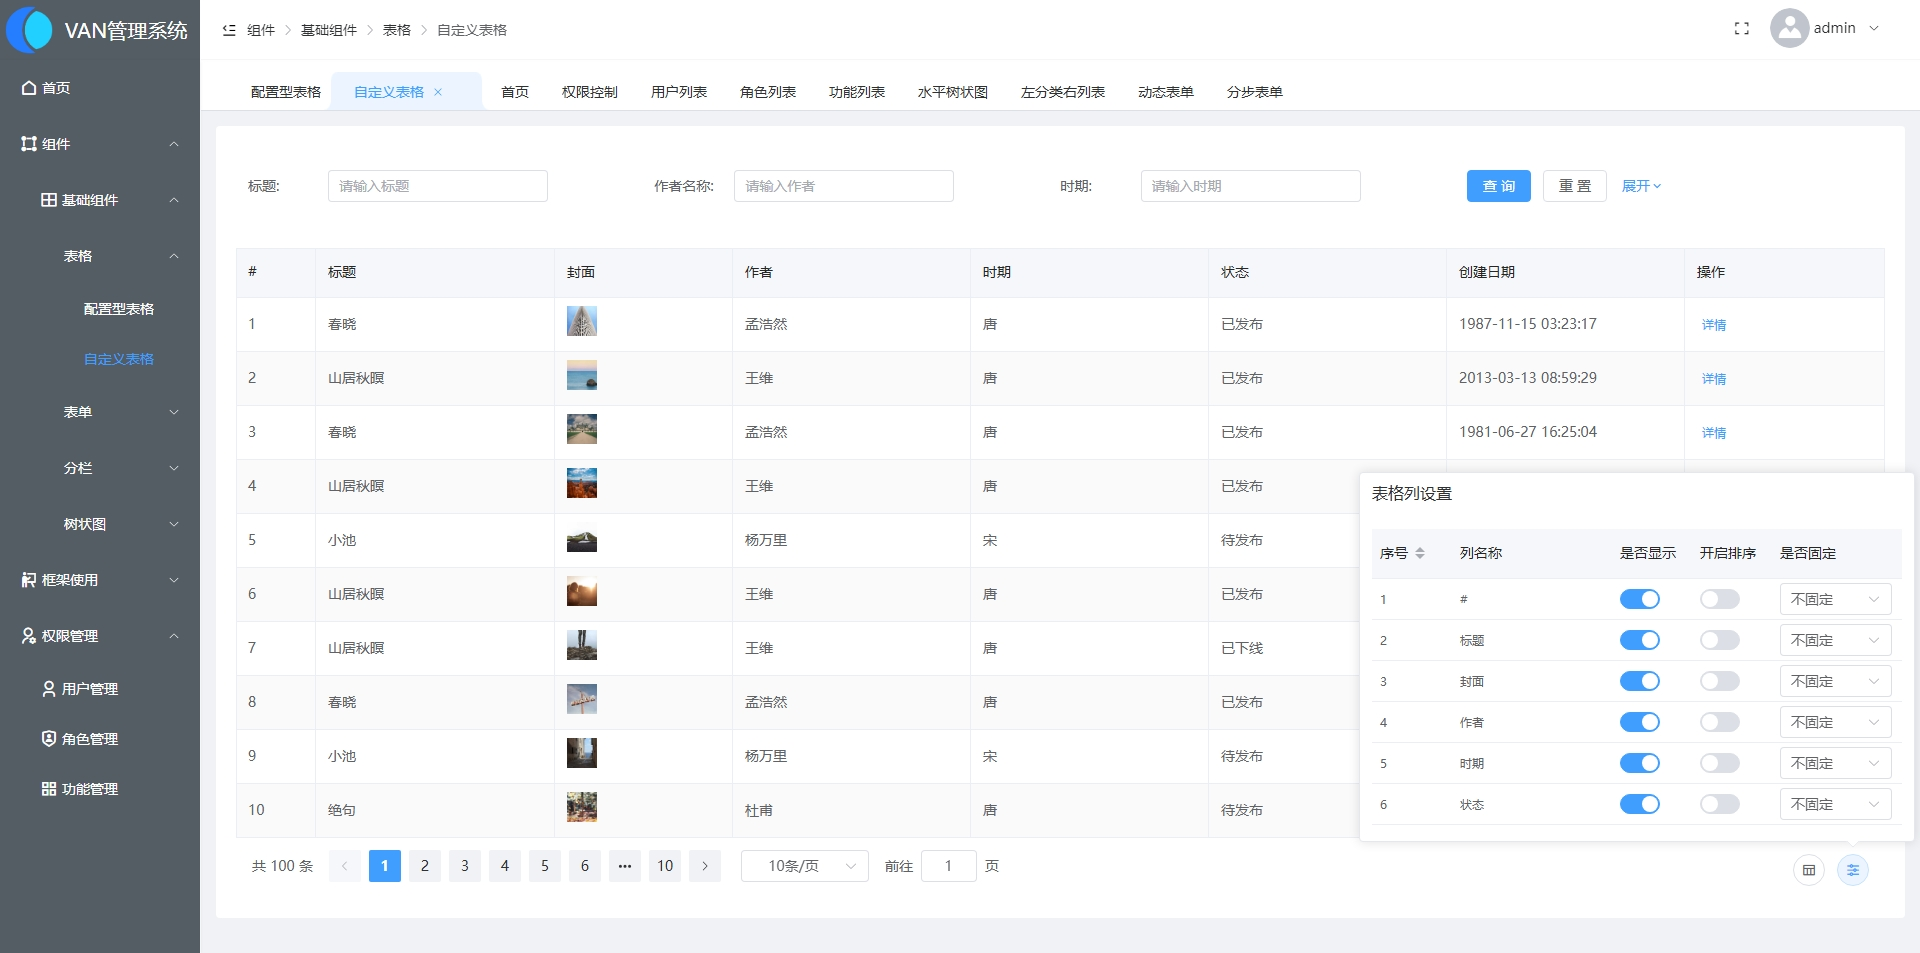 VAN管理系统
首页
组件
基础组件
表格
配置型表格
自定义表格
表单
分栏
树状图
框架使用
权限管理
用户管理
角色管理
功能管理
组件 > 基础组件 > 表格 > 自定义表格
admin
配置型表格 自定义表格 首页 权限控制 用户列表 角色列表 功能列表 水平树状图 左分类右列表 动态表单 分步表单
标题: 请输入标题 作者名称: 请输入作者 时期: 请输入时期 查询 重置 展开
# 标题 封面 作者 时期 状态 创建日期 操作
1 春晓 孟浩然 唐 已发布 1987-11-15 03:23:17 详情
2 山居秋暝 王维 唐 已发布 2013-03-13 08:59:29 详情
3 春晓 孟浩然 唐 已发布 1981-06-27 16:25:04 详情
4 山居秋暝 王维 唐 已发布
5 小池 杨万里 宋 待发布
6 山居秋暝 王维 唐 已发布
7 山居秋暝 王维 唐 已下线
8 春晓 孟浩然 唐 已发布
9 小池 杨万里 宋 待发布
10 绝句 杜甫 唐 待发布
共 100 条 1 2 3 4 5 6 ••• 10 10条/页 前往 1 页
表格列设置
序号 列名称 是否显示 开启排序 是否固定
1 # 不固定
2 标题 不固定
3 封面 不固定
4 作者 不固定
5 时期 不固定
6 状态 不固定